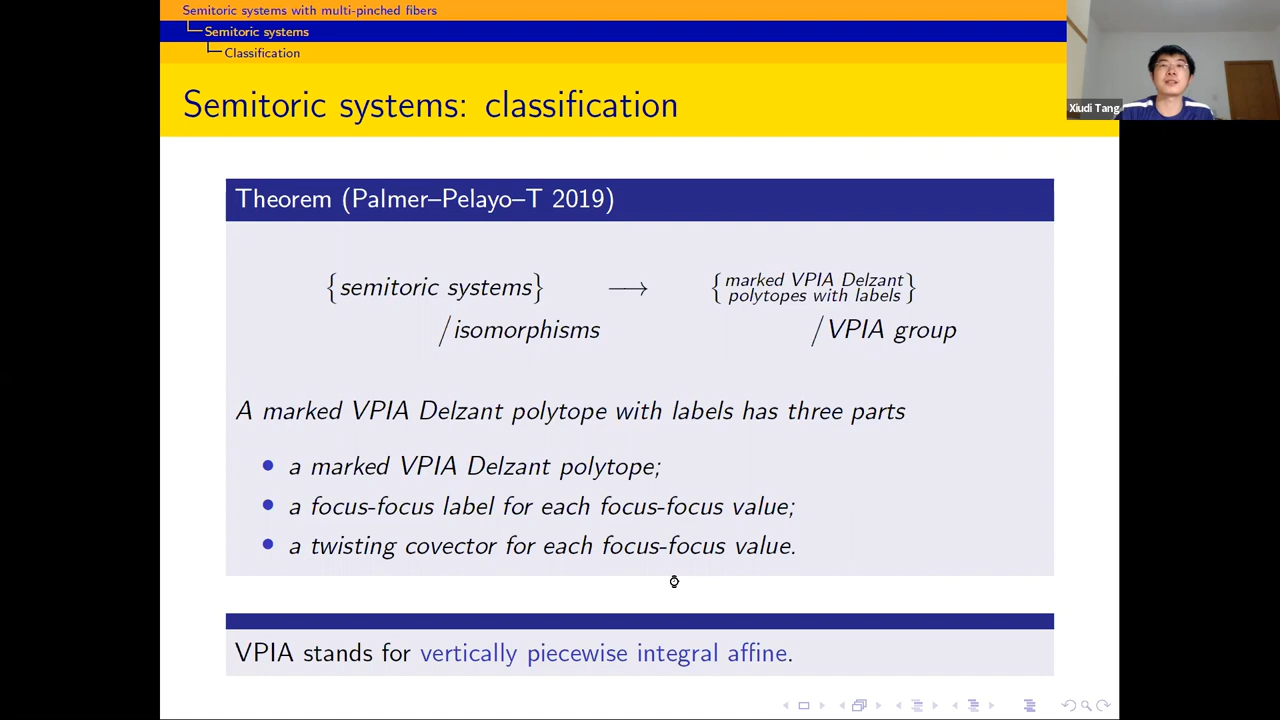 Semitoric systems with multi-pinched fibers
Semitoric systems
Classification
Semitoric systems: classification
Xiudi Tang
Theorem (Palmer–Pelayo–T 2019)
{semitoric systems} ⟶ {marked VPIA Delzant polytopes with labels}
/isomorphisms /VPIA group
A marked VPIA Delzant polytope with labels has three parts
• a marked VPIA Delzant polytope;
• a focus-focus label for each focus-focus value;
• a twisting covector for each focus-focus value.
VPIA stands for vertically piecewise integral affine.